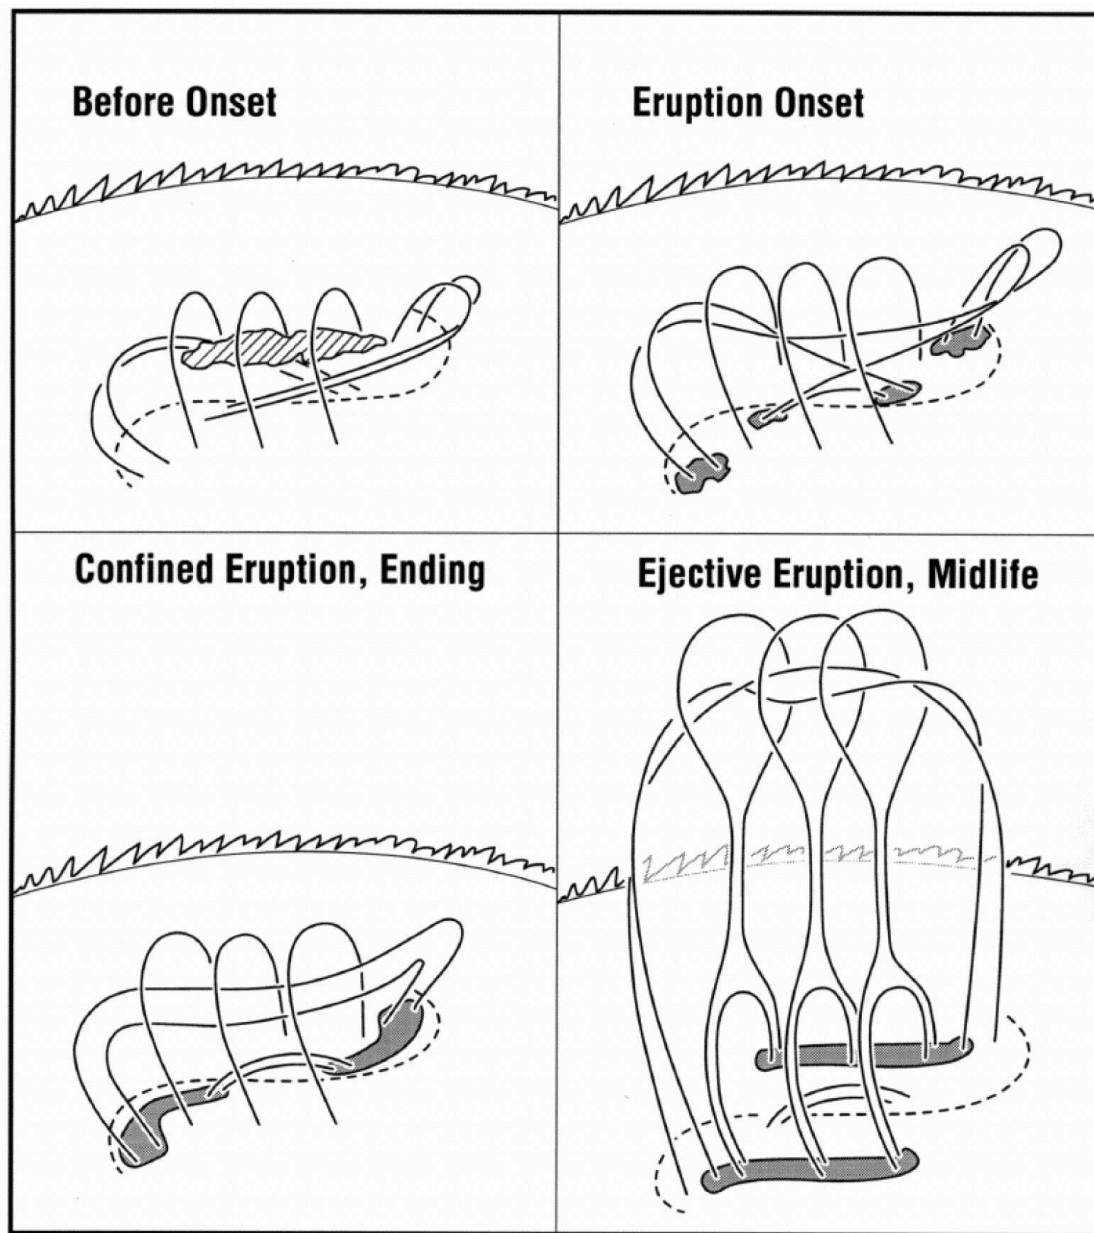 Before Onset
Eruption Onset
Confined Eruption, Ending
Ejective Eruption, Midlife